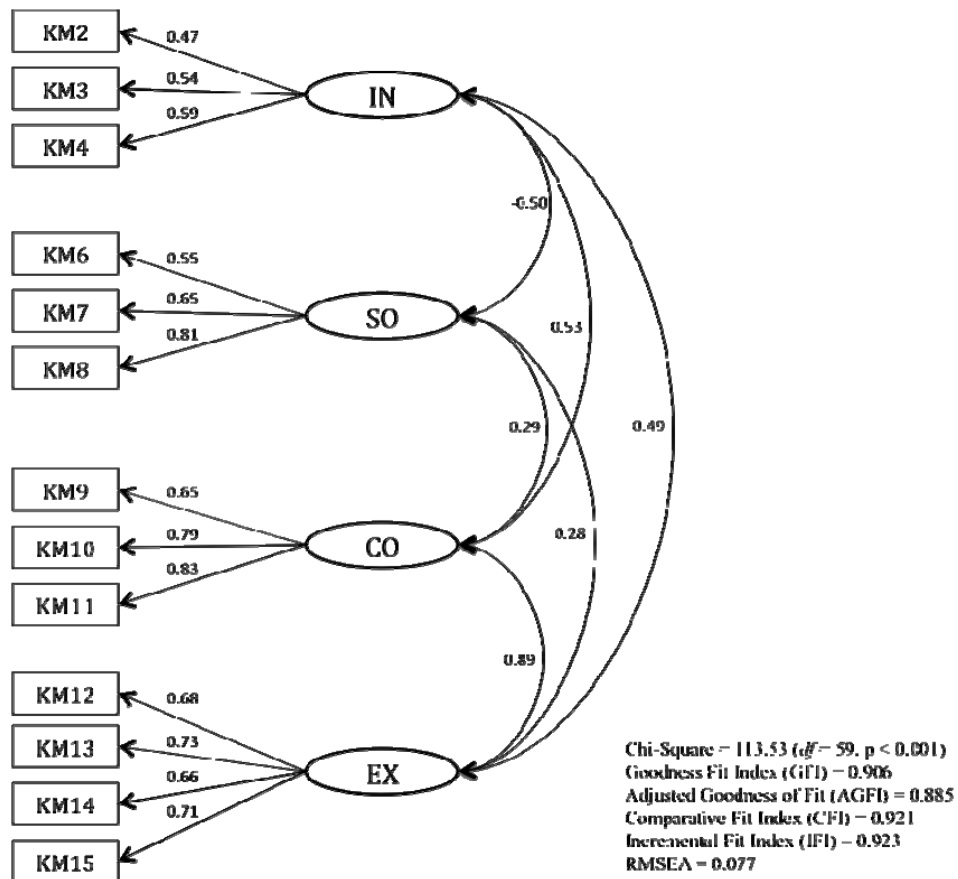 KM2
0.47
KM3
0.54
IN
KM4
0.59
-0.50
KM6
0.55
KM7
0.65
SO
0.53
KM8
0.81
0.29
0.49
KM9
0.65
KM10
0.79
CO
0.28
KM11
0.83
0.89
KM12
0.68
KM13
0.73
EX
KM14
0.66
KM15
0.71
Chi-Square = 113.53 (df = 59, p < 0.001)
Goodness Fit Index (GFI) = 0.906
Adjusted Goodness of Fit (AGFI) = 0.885
Comparative Fit Index (CFI) = 0.921
Incremental Fit Index (IFI) = 0.923
RMSEA = 0.077